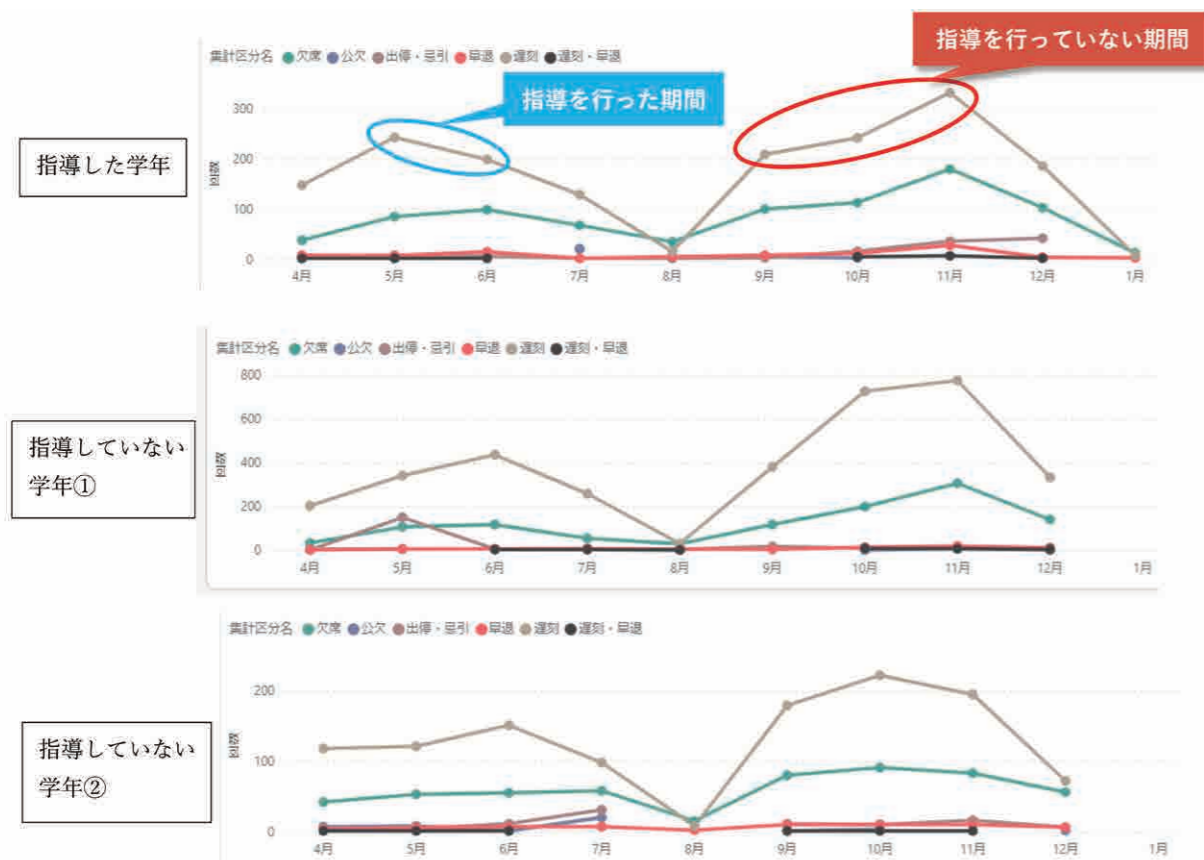 指導を行っていない期間
集計区分名 欠席 公欠 出停・忌引 早退 遅刻 遅刻・早退
指導を行った期間
指導した学年
回数
300
200
100
0
4月 5月 6月 7月 8月 9月 10月 11月 12月 1月
集計区分名 欠席 公欠 出停・忌引 早退 遅刻 遅刻・早退
指導していない
学年①
回数
800
600
400
200
0
4月 5月 6月 7月 8月 9月 10月 11月 12月 1月
集計区分名 欠席 公欠 出停・忌引 早退 遅刻 遅刻・早退
指導していない
学年②
回数
200
100
0
4月 5月 6月 7月 8月 9月 10月 11月 12月 1月